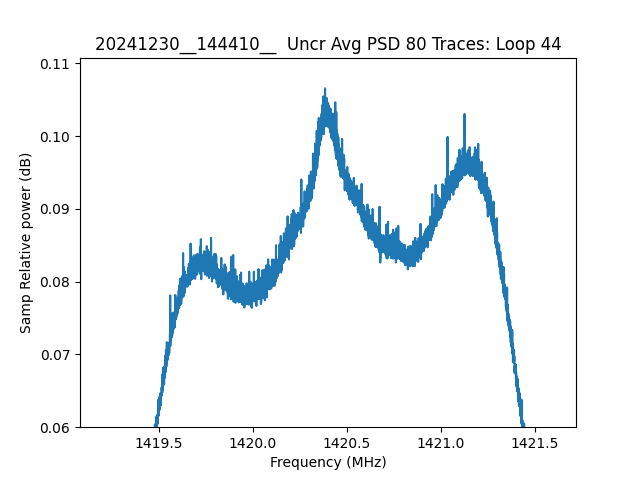 20241230__144410__ Uncr Avg PSD 80 Traces: Loop 44
Samp Relative power (dB)
0.11
0.10
0.09
0.08
0.07
0.06
1419.5 1420.0 1420.5 1421.0 1421.5
Frequency (MHz)